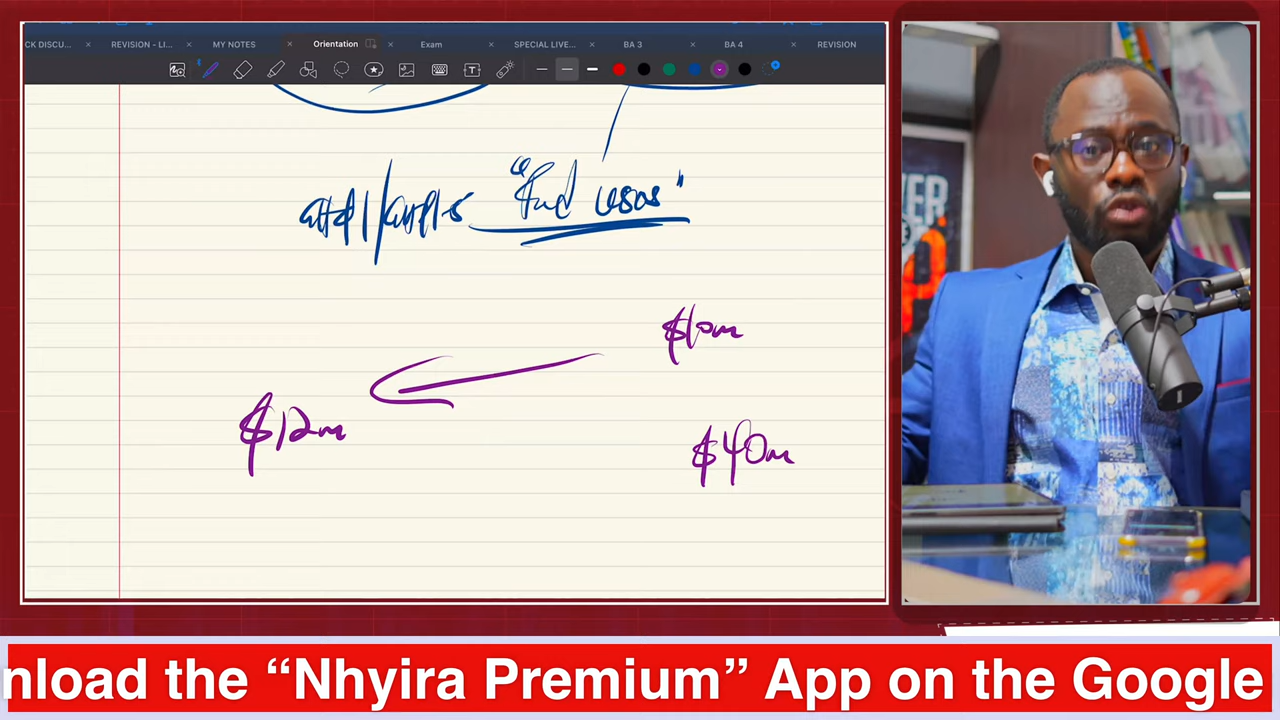 CK DISCU...
REVISION - LI...
MY NOTES
Orientation
Exam
SPECIAL LIVE...
BA 3
BA 4
REVISION
"End users"
$10m
$12m
$40m
nload the “Nhyira Premium” App on the Google